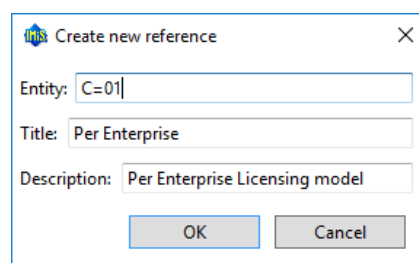 Create new reference
Entity: C=01
Title: Per Enterprise
Description: Per Enterprise Licensing model
OK Cancel